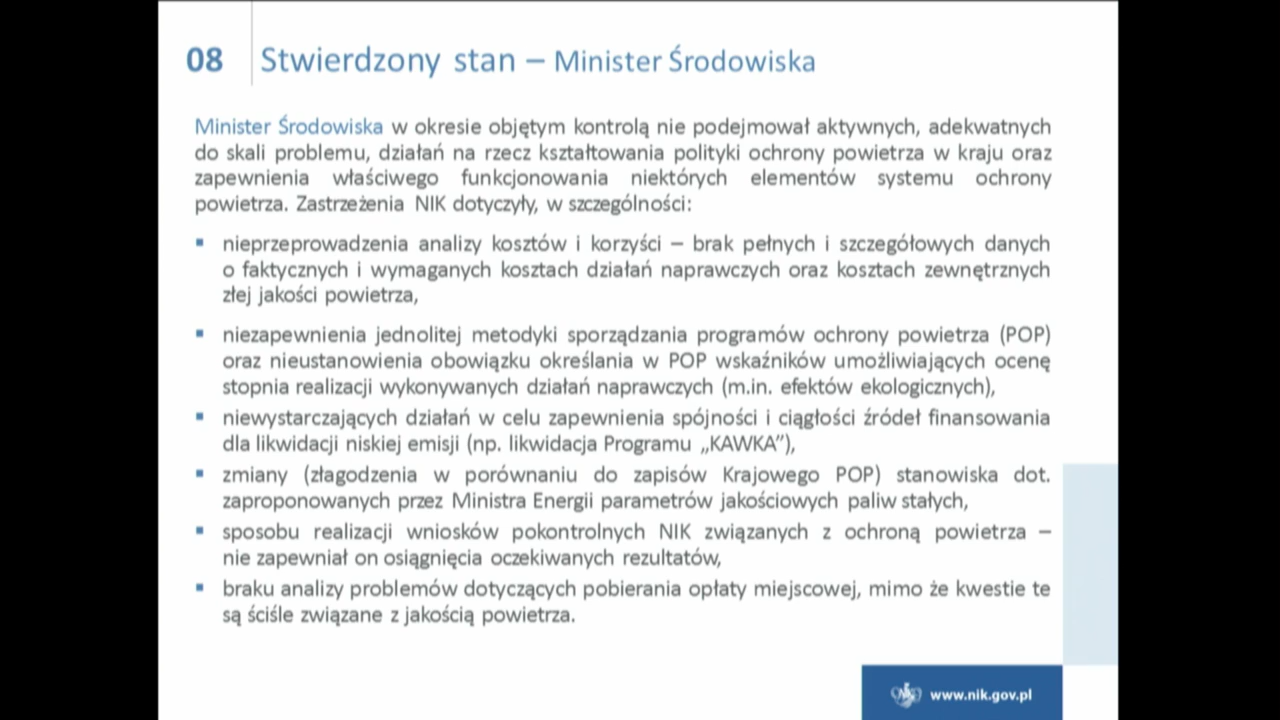 08 Stwierdzony stan – Minister Środowiska
Minister Środowiska w okresie objętym kontrolą nie podejmował aktywnych, adekwatnych
do skali problemu, działań na rzecz kształtowania polityki ochrony powietrza w kraju oraz
zapewnienia właściwego funkcjonowania niektórych elementów systemu ochrony
powietrza. Zastrzeżenia NIK dotyczyły, w szczególności:
▪ nieprzeprowadzenia analizy kosztów i korzyści – brak pełnych i szczegółowych danych
o faktycznych i wymaganych kosztach działań naprawczych oraz kosztach zewnętrznych
złej jakości powietrza,
▪ niezapewnienia jednolitej metodyki sporządzania programów ochrony powietrza (POP)
oraz nieustanowienia obowiązku określania w POP wskaźników umożliwiających ocenę
stopnia realizacji wykonywanych działań naprawczych (m.in. efektów ekologicznych),
▪ niewystarczających działań w celu zapewnienia spójności i ciągłości źródeł finansowania
dla likwidacji niskiej emisji (np. likwidacja Programu „KAWKA”),
▪ zmiany (złagodzenia w porównaniu do zapisów Krajowego POP) stanowiska dot.
zaproponowanych przez Ministra Energii parametrów jakościowych paliw stałych,
▪ sposobu realizacji wniosków pokontrolnych NIK związanych z ochroną powietrza –
nie zapewniał on osiągnięcia oczekiwanych rezultatów,
▪ braku analizy problemów dotyczących pobierania opłaty miejscowej, mimo że kwestie te
są ściśle związane z jakością powietrza.
www.nik.gov.pl